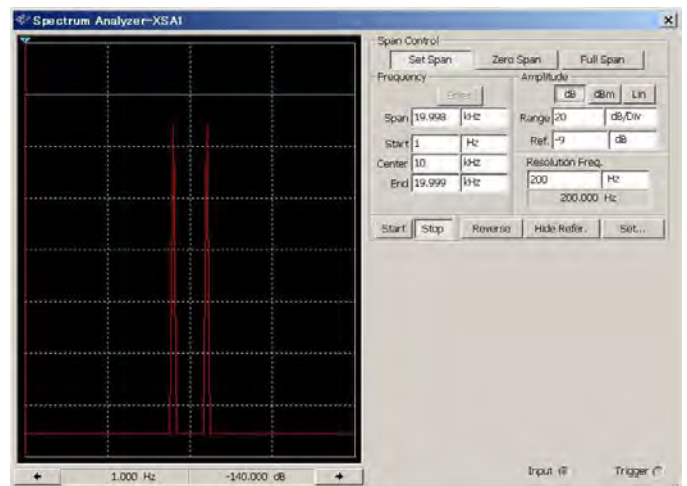 Spectrum Analyzer-XSA1
Span Control
Set Span Zero Span Full Span
Frequency
Enter
Span 19.998 kHz
Start 1 Hz
Center 10 kHz
End 19.999 kHz
Amplitude
dB dBm Lin
Range 20 dB/Div
Ref. -9 dB
Resolution Freq.
200 Hz
200.000 Hz
Start Stop Reverse Hide Refer. Set...
1.000 Hz -140.000 dB
Input Trigger